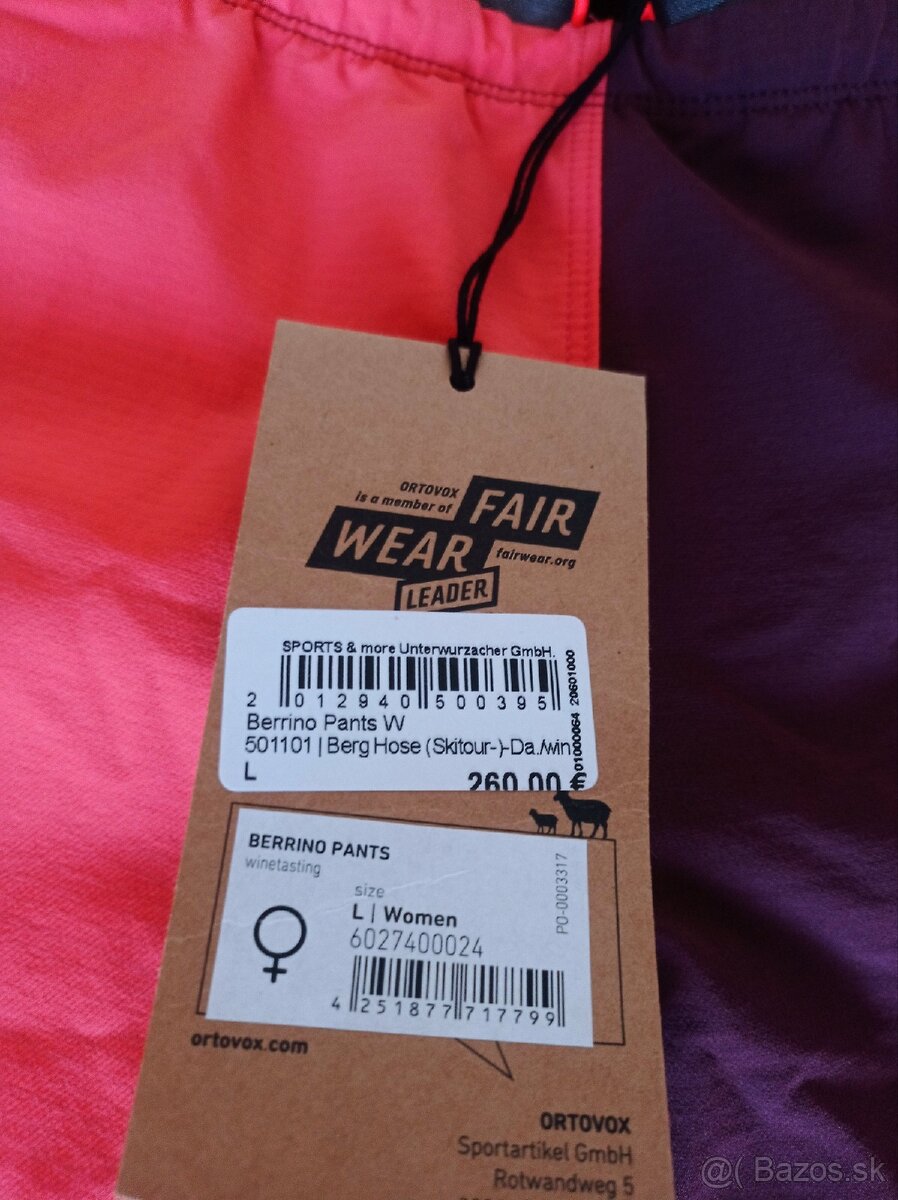 ORTOVOX
is a member of
FAIR
WEAR
fairwear.org
LEADER
SPORTS & more Unterwurzacher GmbH.
2 012940 500395
01000064 20601000
Berrino Pants W
501101 | Berg Hose (Skitour-)-Da./win
L 260,00
BERRINO PANTS
winetasting
size
L | Women
6027400024
4 251877 717799
PO-0003317
ortovox.com
ORTOVOX
Sportartikel GmbH
Rotwandweg 5
@( Bazos.sk